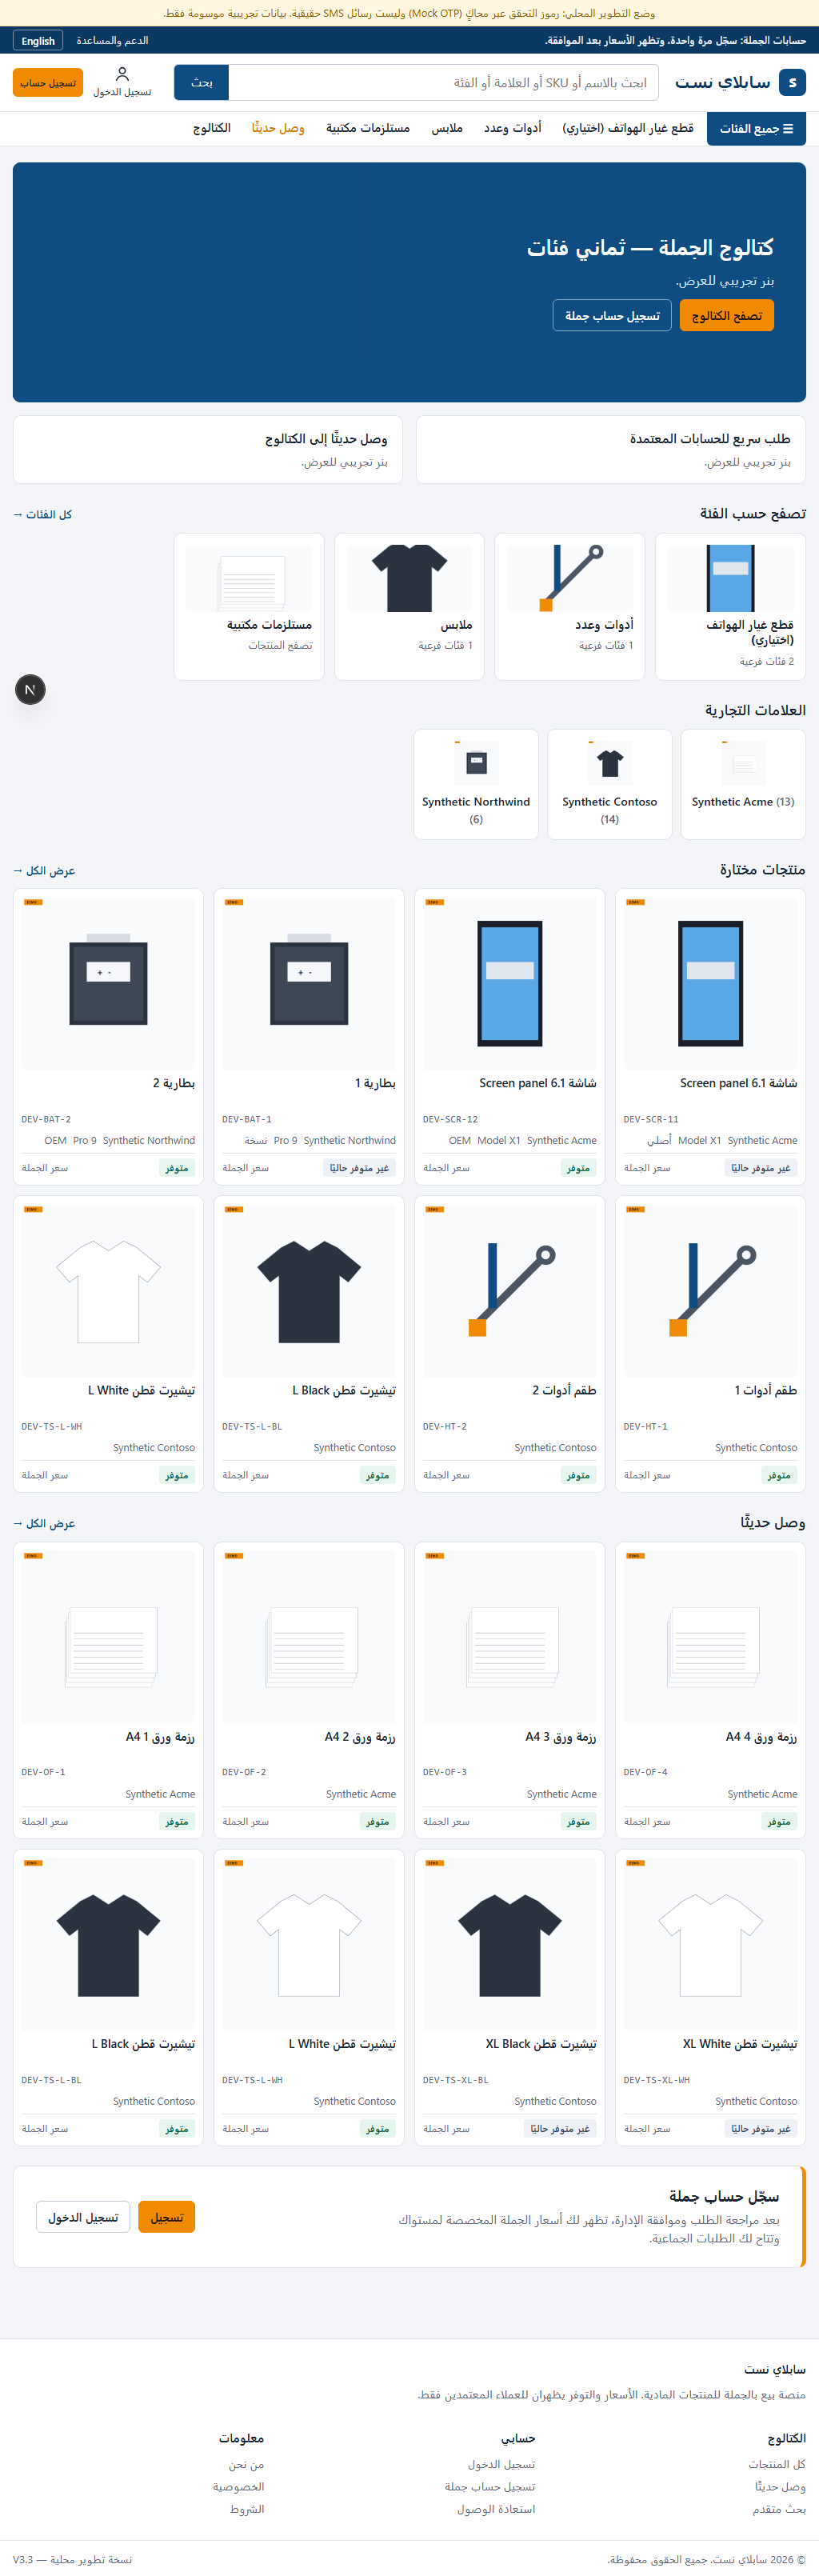 وضع التطوير المحلي: رموز التحقق عبر محاكٍ (Mock OTP) وليست رسائل SMS حقيقية. بيانات تجريبية موسومة فقط.
حسابات الجملة: سجّل مرة واحدة، وتظهر الأسعار بعد الموافقة.
الدعم والمساعدة
English
S
سابلاي نست
ابحث بالاسم أو SKU أو العلامة أو الفئة
بحث
تسجيل الدخول
تسجيل حساب
☰ جميع الفئات
قطع غيار الهواتف (اختياري)
أدوات وعدد
ملابس
مستلزمات مكتبية
وصل حديثًا
الكتالوج
كتالوج الجملة — ثماني فئات
بنر تجريبي للعرض.
تصفح الكتالوج
تسجيل حساب جملة
طلب سريع للحسابات المعتمدة
بنر تجريبي للعرض.
وصل حديثًا إلى الكتالوج
بنر تجريبي للعرض.
تصفح حسب الفئة
كل الفئات →
قطع غيار الهواتف (اختياري)
2 فئات فرعية
أدوات وعدد
1 فئات فرعية
ملابس
1 فئات فرعية
مستلزمات مكتبية
تصفح المنتجات
N
العلامات التجارية
Synthetic Acme (13)
Synthetic Contoso (14)
Synthetic Northwind (6)
منتجات مختارة
عرض الكل →
شاشة Screen panel 6.1
DEV-SCR-11
Synthetic Acme Model X1 أصلي
غير متوفر حاليًا
سعر الجملة
شاشة Screen panel 6.1
DEV-SCR-12
Synthetic Acme Model X1 OEM
متوفر
سعر الجملة
بطارية 1
DEV-BAT-1
Synthetic Northwind Pro 9 نسخة
غير متوفر حاليًا
سعر الجملة
بطارية 2
DEV-BAT-2
Synthetic Northwind Pro 9 OEM
متوفر
سعر الجملة
طقم أدوات 1
DEV-HT-1
Synthetic Contoso
متوفر
سعر الجملة
طقم أدوات 2
DEV-HT-2
Synthetic Contoso
متوفر
سعر الجملة
تيشيرت قطن L Black
DEV-TS-L-BL
Synthetic Contoso
متوفر
سعر الجملة
تيشيرت قطن L White
DEV-TS-L-WH
Synthetic Contoso
متوفر
سعر الجملة
وصل حديثًا
عرض الكل →
رزمة ورق A4 4
DEV-OF-4
Synthetic Acme
متوفر
سعر الجملة
رزمة ورق A4 3
DEV-OF-3
Synthetic Acme
متوفر
سعر الجملة
رزمة ورق A4 2
DEV-OF-2
Synthetic Acme
متوفر
سعر الجملة
رزمة ورق A4 1
DEV-OF-1
Synthetic Acme
متوفر
سعر الجملة
تيشيرت قطن XL White
DEV-TS-XL-WH
Synthetic Contoso
غير متوفر حاليًا
سعر الجملة
تيشيرت قطن XL Black
DEV-TS-XL-BL
Synthetic Contoso
غير متوفر حاليًا
سعر الجملة
تيشيرت قطن L White
DEV-TS-L-WH
Synthetic Contoso
متوفر
سعر الجملة
تيشيرت قطن L Black
DEV-TS-L-BL
Synthetic Contoso
متوفر
سعر الجملة
سجّل حساب جملة
بعد مراجعة الطلب وموافقة الإدارة، تظهر لك أسعار الجملة المخصصة لمستواك
وتتاح لك الطلبات الجماعية.
تسجيل
تسجيل الدخول
سابلاي نست
منصة بيع بالجملة للمنتجات المادية. الأسعار والتوفر يظهران للعملاء المعتمدين فقط.
الكتالوج
كل المنتجات
وصل حديثًا
بحث متقدم
حسابي
تسجيل الدخول
تسجيل حساب جملة
استعادة الوصول
معلومات
من نحن
الخصوصية
الشروط
© 2026 سابلاي نست. جميع الحقوق محفوظة.
نسخة تطوير محلية — V3.3